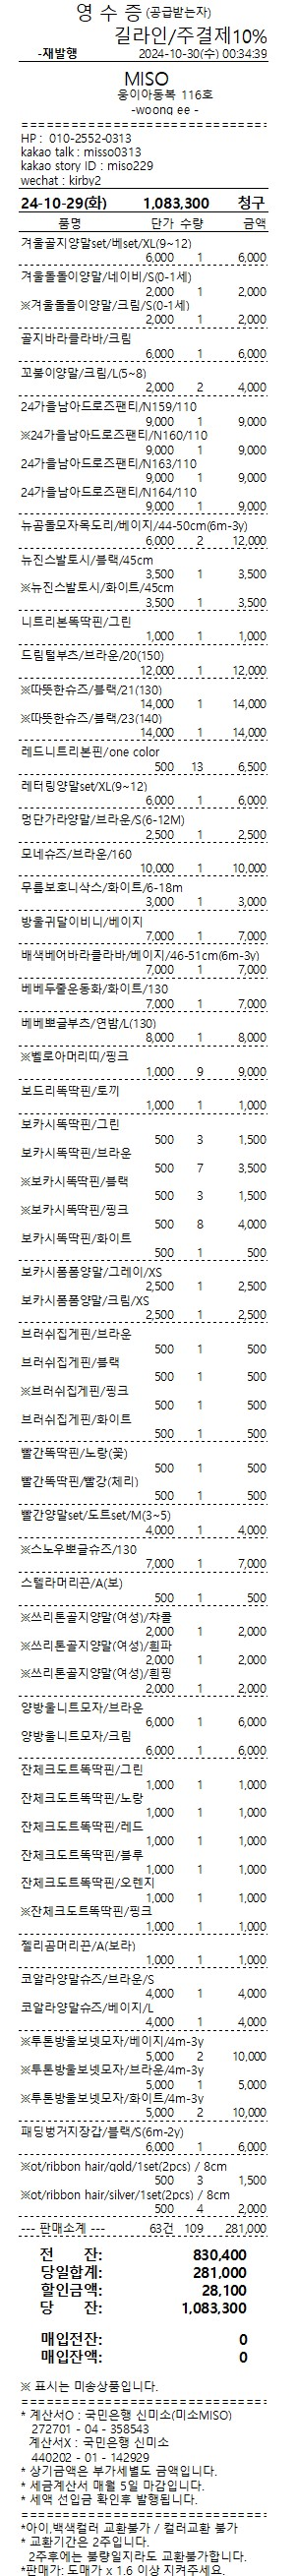 영 수 증 (공급받는자)
길라인/주결제10%
-재발행 2024-10-30(수) 00:34:39
MISO
웅이아동복 116호
-woong ee -
==================================
HP : 010-2552-0313
kakao talk : misso0313
kakao story ID : miso229
wechat : kirby2
24-10-29(화) 1,083,300 청구
품명 단가 수량 금액
겨울골지양말set/베set/XL(9~12)
6,000 1 6,000
겨울돌돌이양말/네이비/S(0-1세)
2,000 1 2,000
※겨울돌돌이양말/크림/S(0-1세)
2,000 1 2,000
골지바라클라바/크림
6,000 1 6,000
꼬불이양말/크림/L(5~8)
2,000 2 4,000
24가을남아드로즈팬티/N159/110
9,000 1 9,000
※24가을남아드로즈팬티/N160/110
9,000 1 9,000
24가을남아드로즈팬티/N163/110
9,000 1 9,000
24가을남아드로즈팬티/N164/110
9,000 1 9,000
뉴곰돌모자목도리/베이지/44-50cm(6m-3y)
6,000 2 12,000
뉴진스발토시/블랙/45cm
3,500 1 3,500
※뉴진스발토시/화이트/45cm
3,500 1 3,500
니트리본똑딱핀/그린
1,000 1 1,000
드림털부츠/브라운/20(150)
12,000 1 12,000
※따뜻한슈즈/블랙/21(130)
14,000 1 14,000
※따뜻한슈즈/블랙/23(140)
14,000 1 14,000
레드니트리본핀/one color
500 13 6,500
레터링양말set/XL(9~12)
6,000 1 6,000
멍단가라양말/브라운/S(6-12M)
2,500 1 2,500
모네슈즈/브라운/160
10,000 1 10,000
무릎보호니삭스/화이트/6-18m
3,000 1 3,000
방울귀달이비니/베이지
7,000 1 7,000
배색베어바라클라바/베이지/46-51cm(6m-3y)
7,000 1 7,000
베베두줄운동화/화이트/130
7,000 1 7,000
베베뽀글부츠/연밤/L(130)
8,000 1 8,000
※벨로아머리띠/핑크
1,000 9 9,000
보드리똑딱핀/토끼
1,000 1 1,000
보카시똑딱핀/그린
500 3 1,500
보카시똑딱핀/브라운
500 7 3,500
※보카시똑딱핀/블랙
500 3 1,500
※보카시똑딱핀/핑크
500 8 4,000
보카시똑딱핀/화이트
500 1 500
보카시폼폼양말/그레이/XS
2,500 1 2,500
보카시폼폼양말/크림/XS
2,500 1 2,500
브러쉬집게핀/브라운
500 1 500
브러쉬집게핀/블랙
500 1 500
※브러쉬집게핀/핑크
500 1 500
브러쉬집게핀/화이트
500 1 500
빨간똑딱핀/노랑(꽃)
500 1 500
빨간똑딱핀/빨강(체리)
500 1 500
빨간양말set/도트set/M(3~5)
4,000 1 4,000
※스노우뽀글슈즈/130
7,000 1 7,000
스텔라머리끈/A(보)
500 1 500
※쓰리톤골지양말(여성)/차콜
2,000 1 2,000
※쓰리톤골지양말(여성)/흰파
2,000 1 2,000
※쓰리톤골지양말(여성)/흰핑
2,000 1 2,000
양방울니트모자/브라운
6,000 1 6,000
양방울니트모자/크림
6,000 1 6,000
잔체크도트똑딱핀/그린
1,000 1 1,000
잔체크도트똑딱핀/노랑
1,000 1 1,000
잔체크도트똑딱핀/레드
1,000 1 1,000
잔체크도트똑딱핀/블루
1,000 1 1,000
잔체크도트똑딱핀/오렌지
1,000 1 1,000
※잔체크도트똑딱핀/핑크
1,000 1 1,000
젤리곰머리끈/A(보라)
1,000 1 1,000
코알라양말슈즈/브라운/S
4,000 1 4,000
코알라양말슈즈/베이지/L
4,000 1 4,000
※투톤방울보넷모자/베이지/4m-3y
5,000 2 10,000
※투톤방울보넷모자/브라운/4m-3y
5,000 1 5,000
※투톤방울보넷모자/화이트/4m-3y
5,000 2 10,000
패딩벙거지장갑/블랙/S(6m-2y)
6,000 1 6,000
※ot/ribbon hair/gold/1set(2pcs) / 8cm
500 3 1,500
※ot/ribbon hair/silver/1set(2pcs) / 8cm
500 4 2,000
--- 판매소계 --- 63건 109 281,000
전 잔: 830,400
당일합계: 281,000
할인금액: 28,100
당 잔: 1,083,300
매입전잔: 0
매입잔액: 0
※ 표시는 미송상품입니다.
==================================
* 계산서O : 국민은행 신미소(미소MISO)
272701 - 04 - 358543
계산서X : 국민은행 신미소
440202 - 01 - 142929
* 상기금액은 부가세별도 금액입니다.
* 세금계산서 매월 5일 마감입니다.
* 세액 선입금 확인후 발행됩니다.
==================================
*아이,백색컬러 교환불가 / 컬러교환 불가
* 교환기간은 2주입니다.
2주후에는 불량일지라도 교환불가합니다.
*판매가: 도매가 x 1.6 이상 지켜주세요.